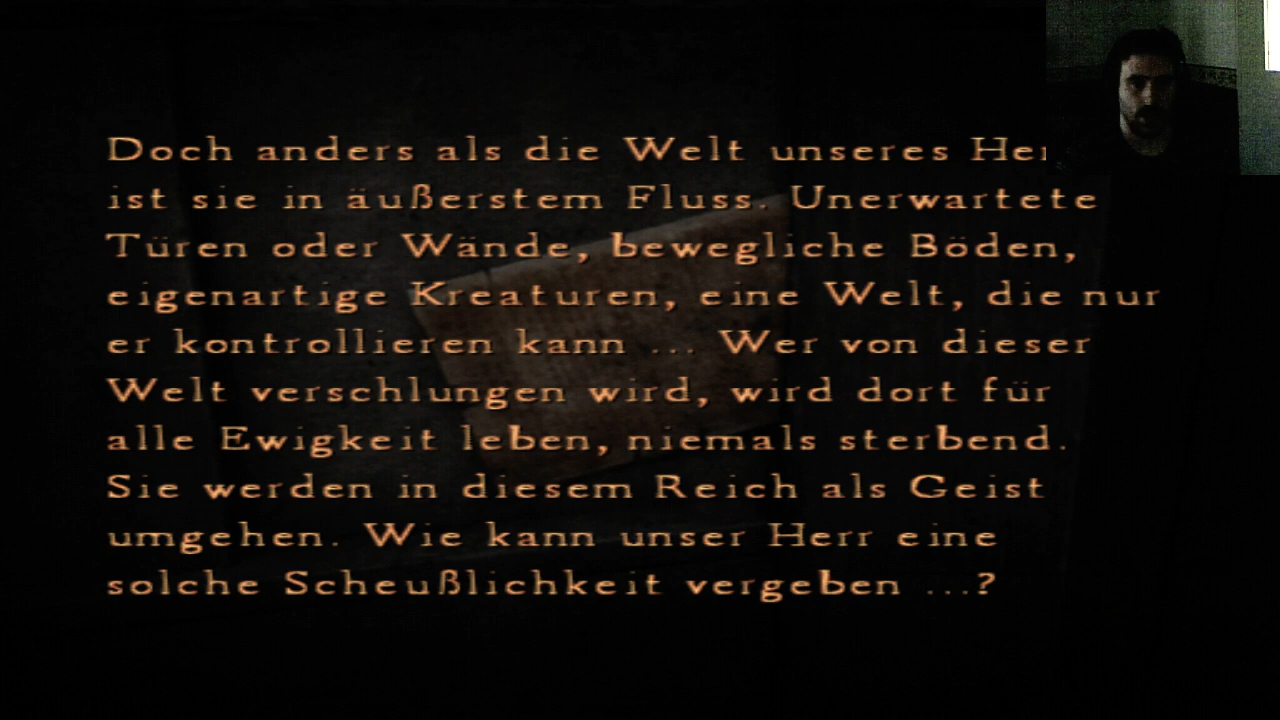 Doch anders als die Welt unseres
ist sie in äußerstem Fluss. Unerwartete
Türen oder Wände, bewegliche Böden,
eigenartige Kreaturen, eine Welt, die nur
er kontrollieren kann ... Wer von dieser
Welt verschlungen wird, wird dort für
alle Ewigkeit leben, niemals sterbend.
Sie werden in diesem Reich als Geist
umgehen. Wie kann unser Herr eine
solche Scheußlichkeit vergeben ...?